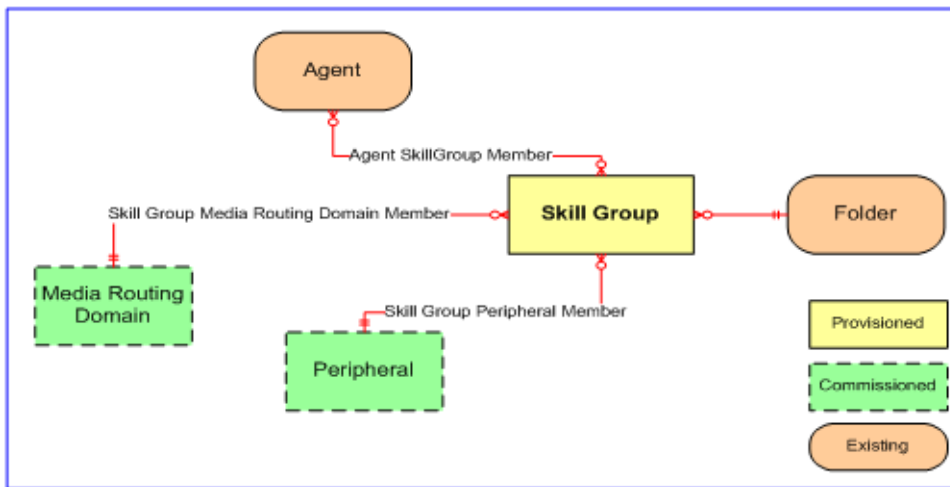 Agent
Agent SkillGroup Member
Skill Group Media Routing Domain Member
Skill Group
Folder
Media Routing
Domain
Skill Group Peripheral Member
Peripheral
Provisioned
Commissioned
Existing